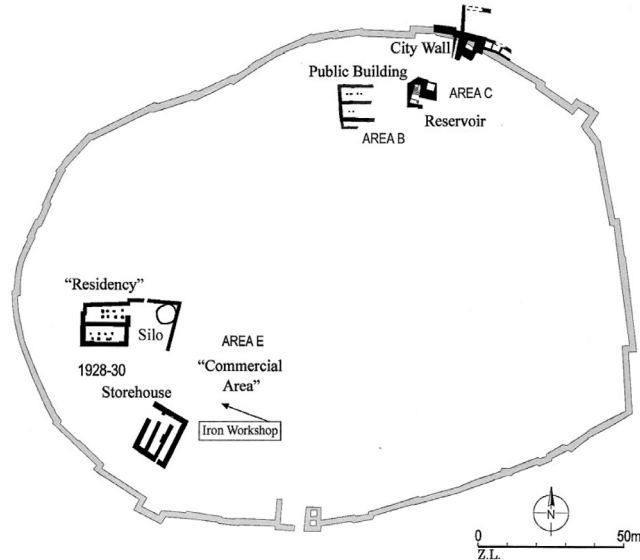 City Wall
Public Building
AREA C
Reservoir
AREA B
“Residency”
Silo
AREA E
“Commercial
Area”
1928-30
Storehouse
Iron Workshop
N
0
50m
Z.L.